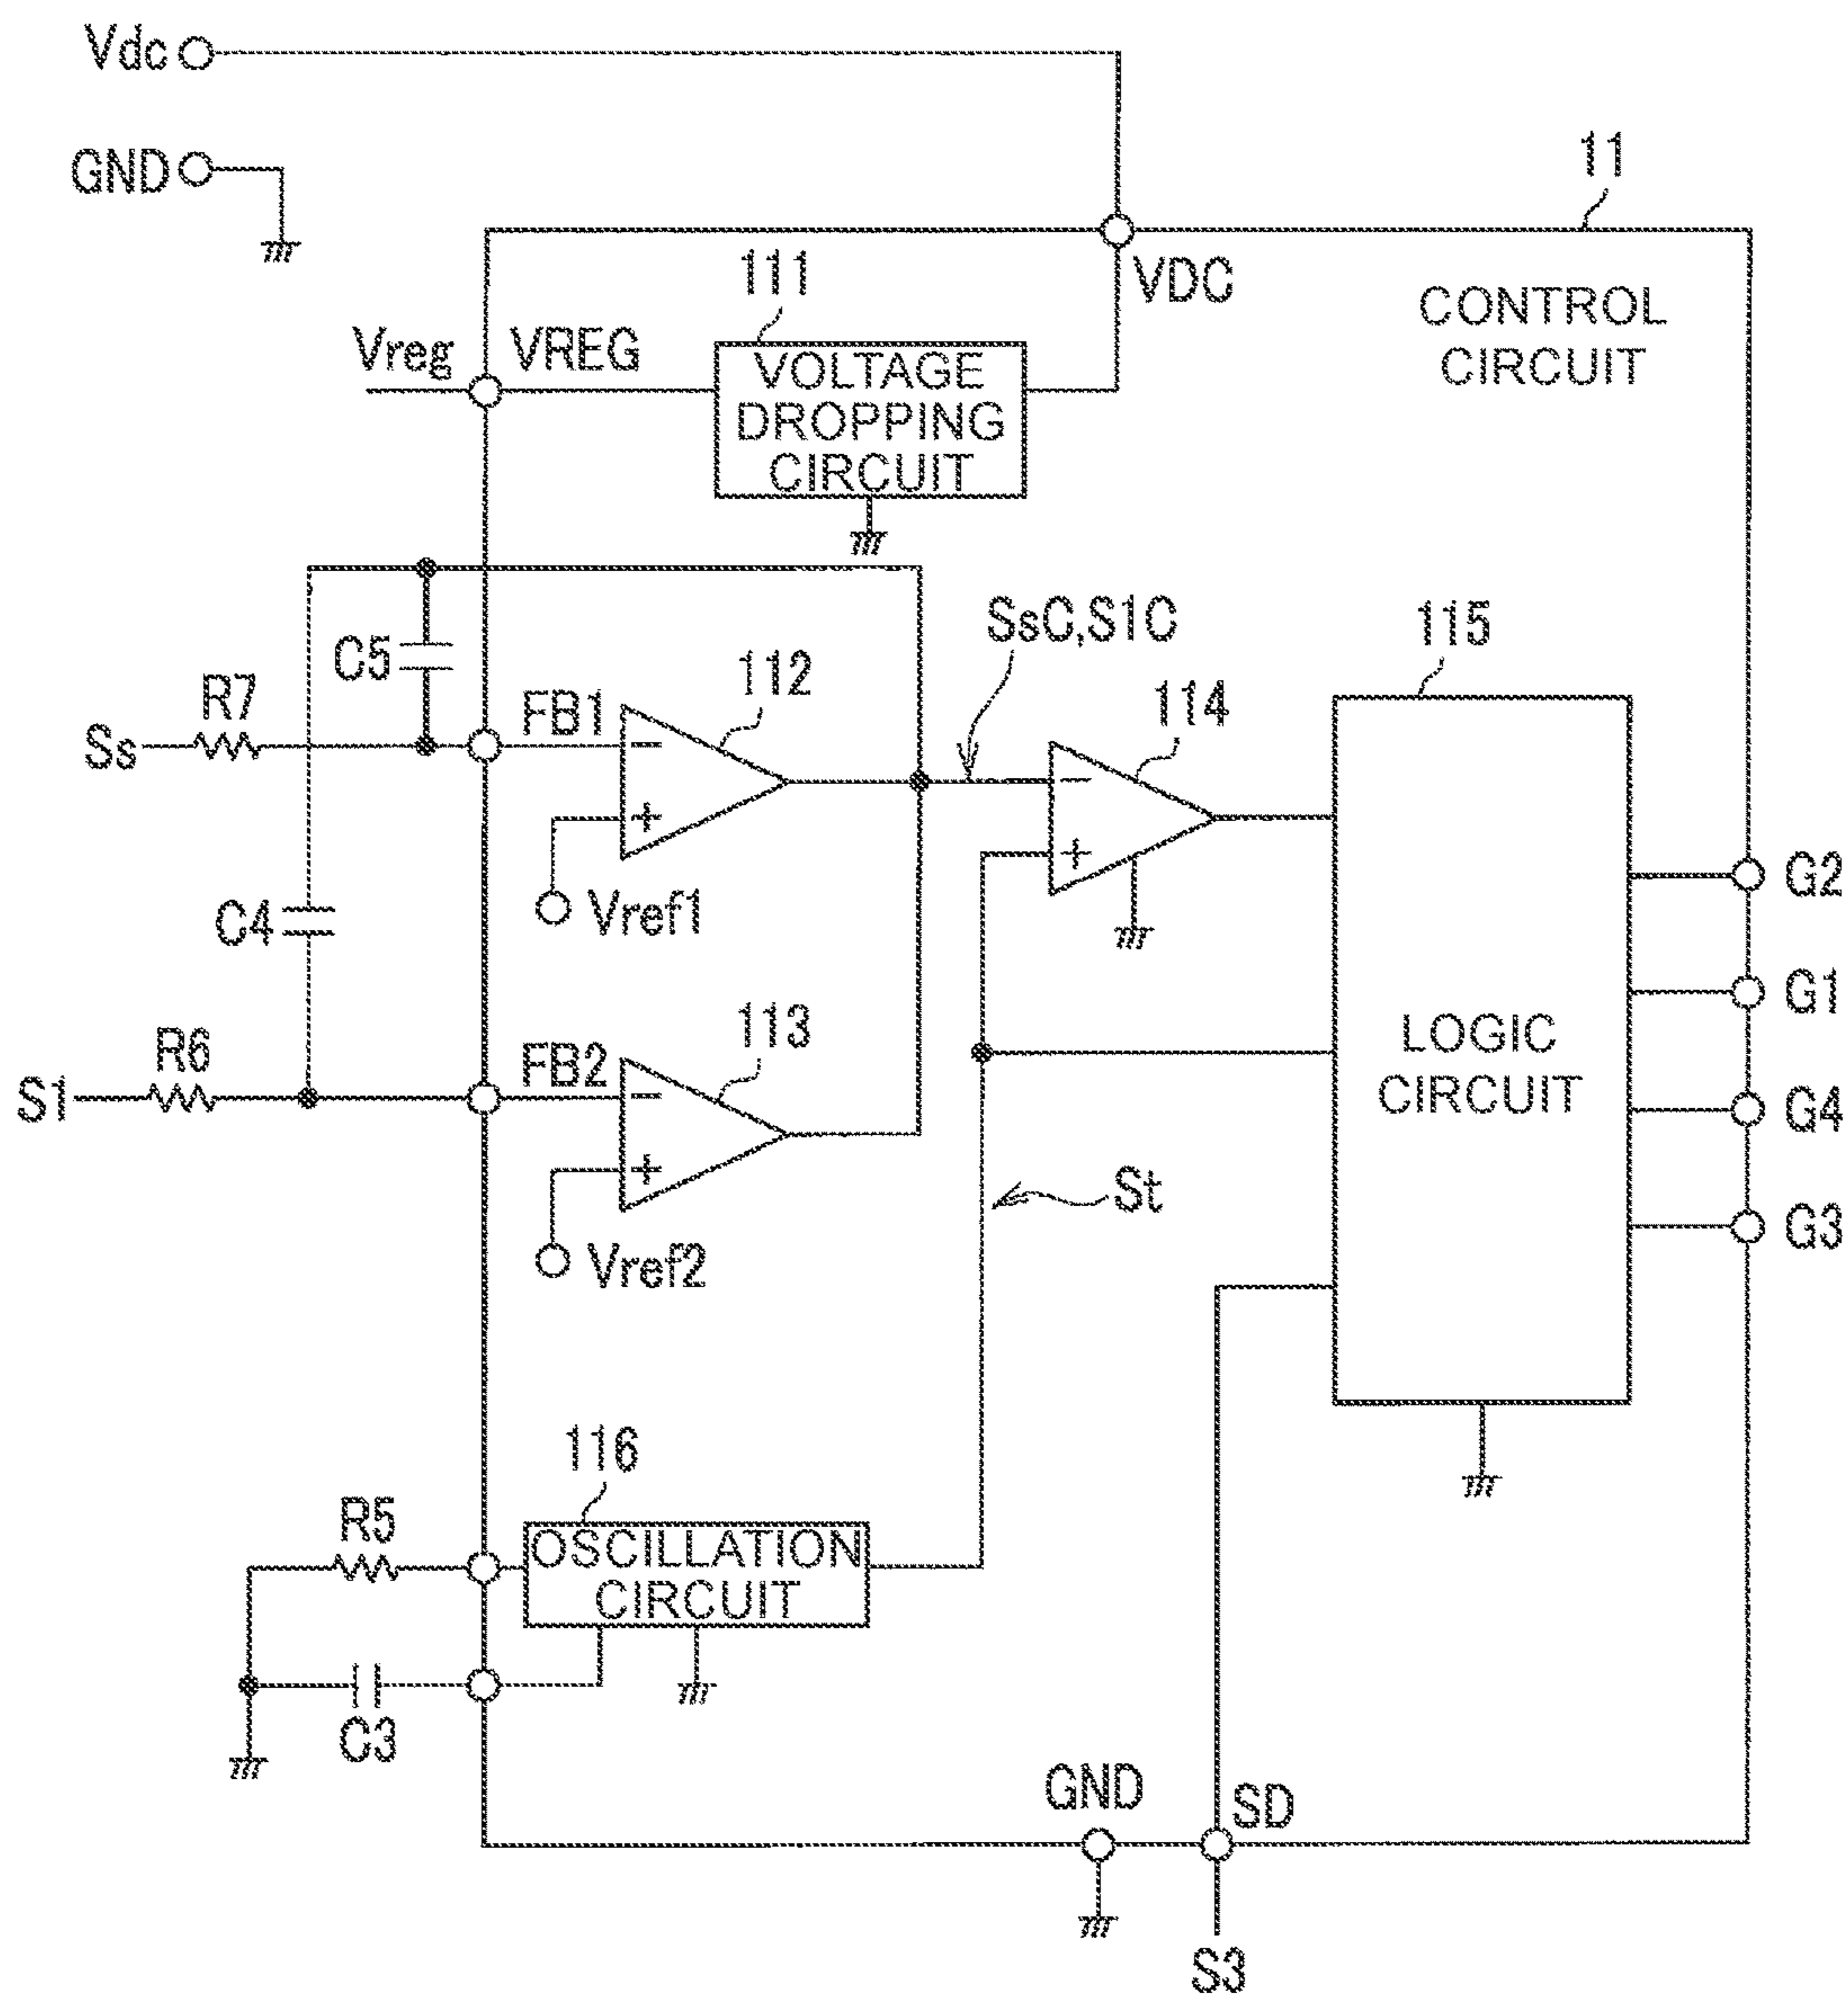 Vdc
GND
11
VDC
CONTROL
CIRCUIT
111
Vreg
VREG
VOLTAGE
DROPPING
CIRCUIT
SsC,S1C
115
C5
112
114
R7
FB1
Ss
Vref1
C4
G2
G1
113
R6
FB2
LOGIC
CIRCUIT
S1
G4
St
Vref2
G3
116
R5
OSCILLATION
CIRCUIT
C3
GND
SD
S3